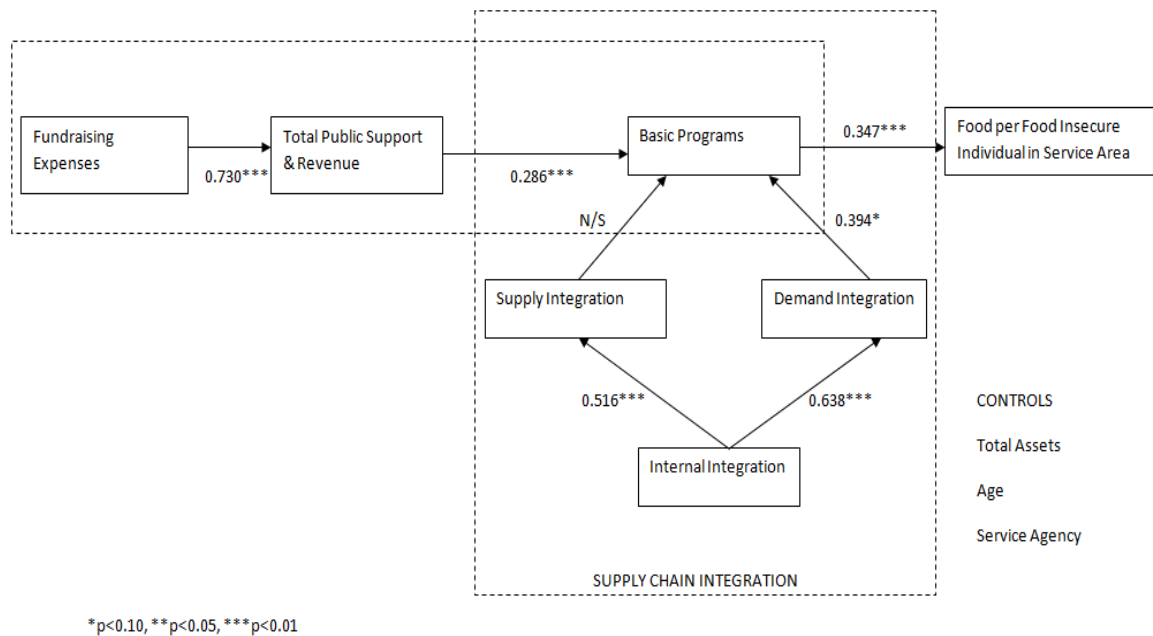 Fundraising
Expenses
0.730***
Total Public Support
& Revenue
0.286***
Basic Programs
0.347***
Food per Food Insecure
Individual in Service Area
N/S
0.394*
Supply Integration
Demand Integration
0.516***
0.638***
Internal Integration
SUPPLY CHAIN INTEGRATION
CONTROLS
Total Assets
Age
Service Agency
*p<0.10, **p<0.05, ***p<0.01